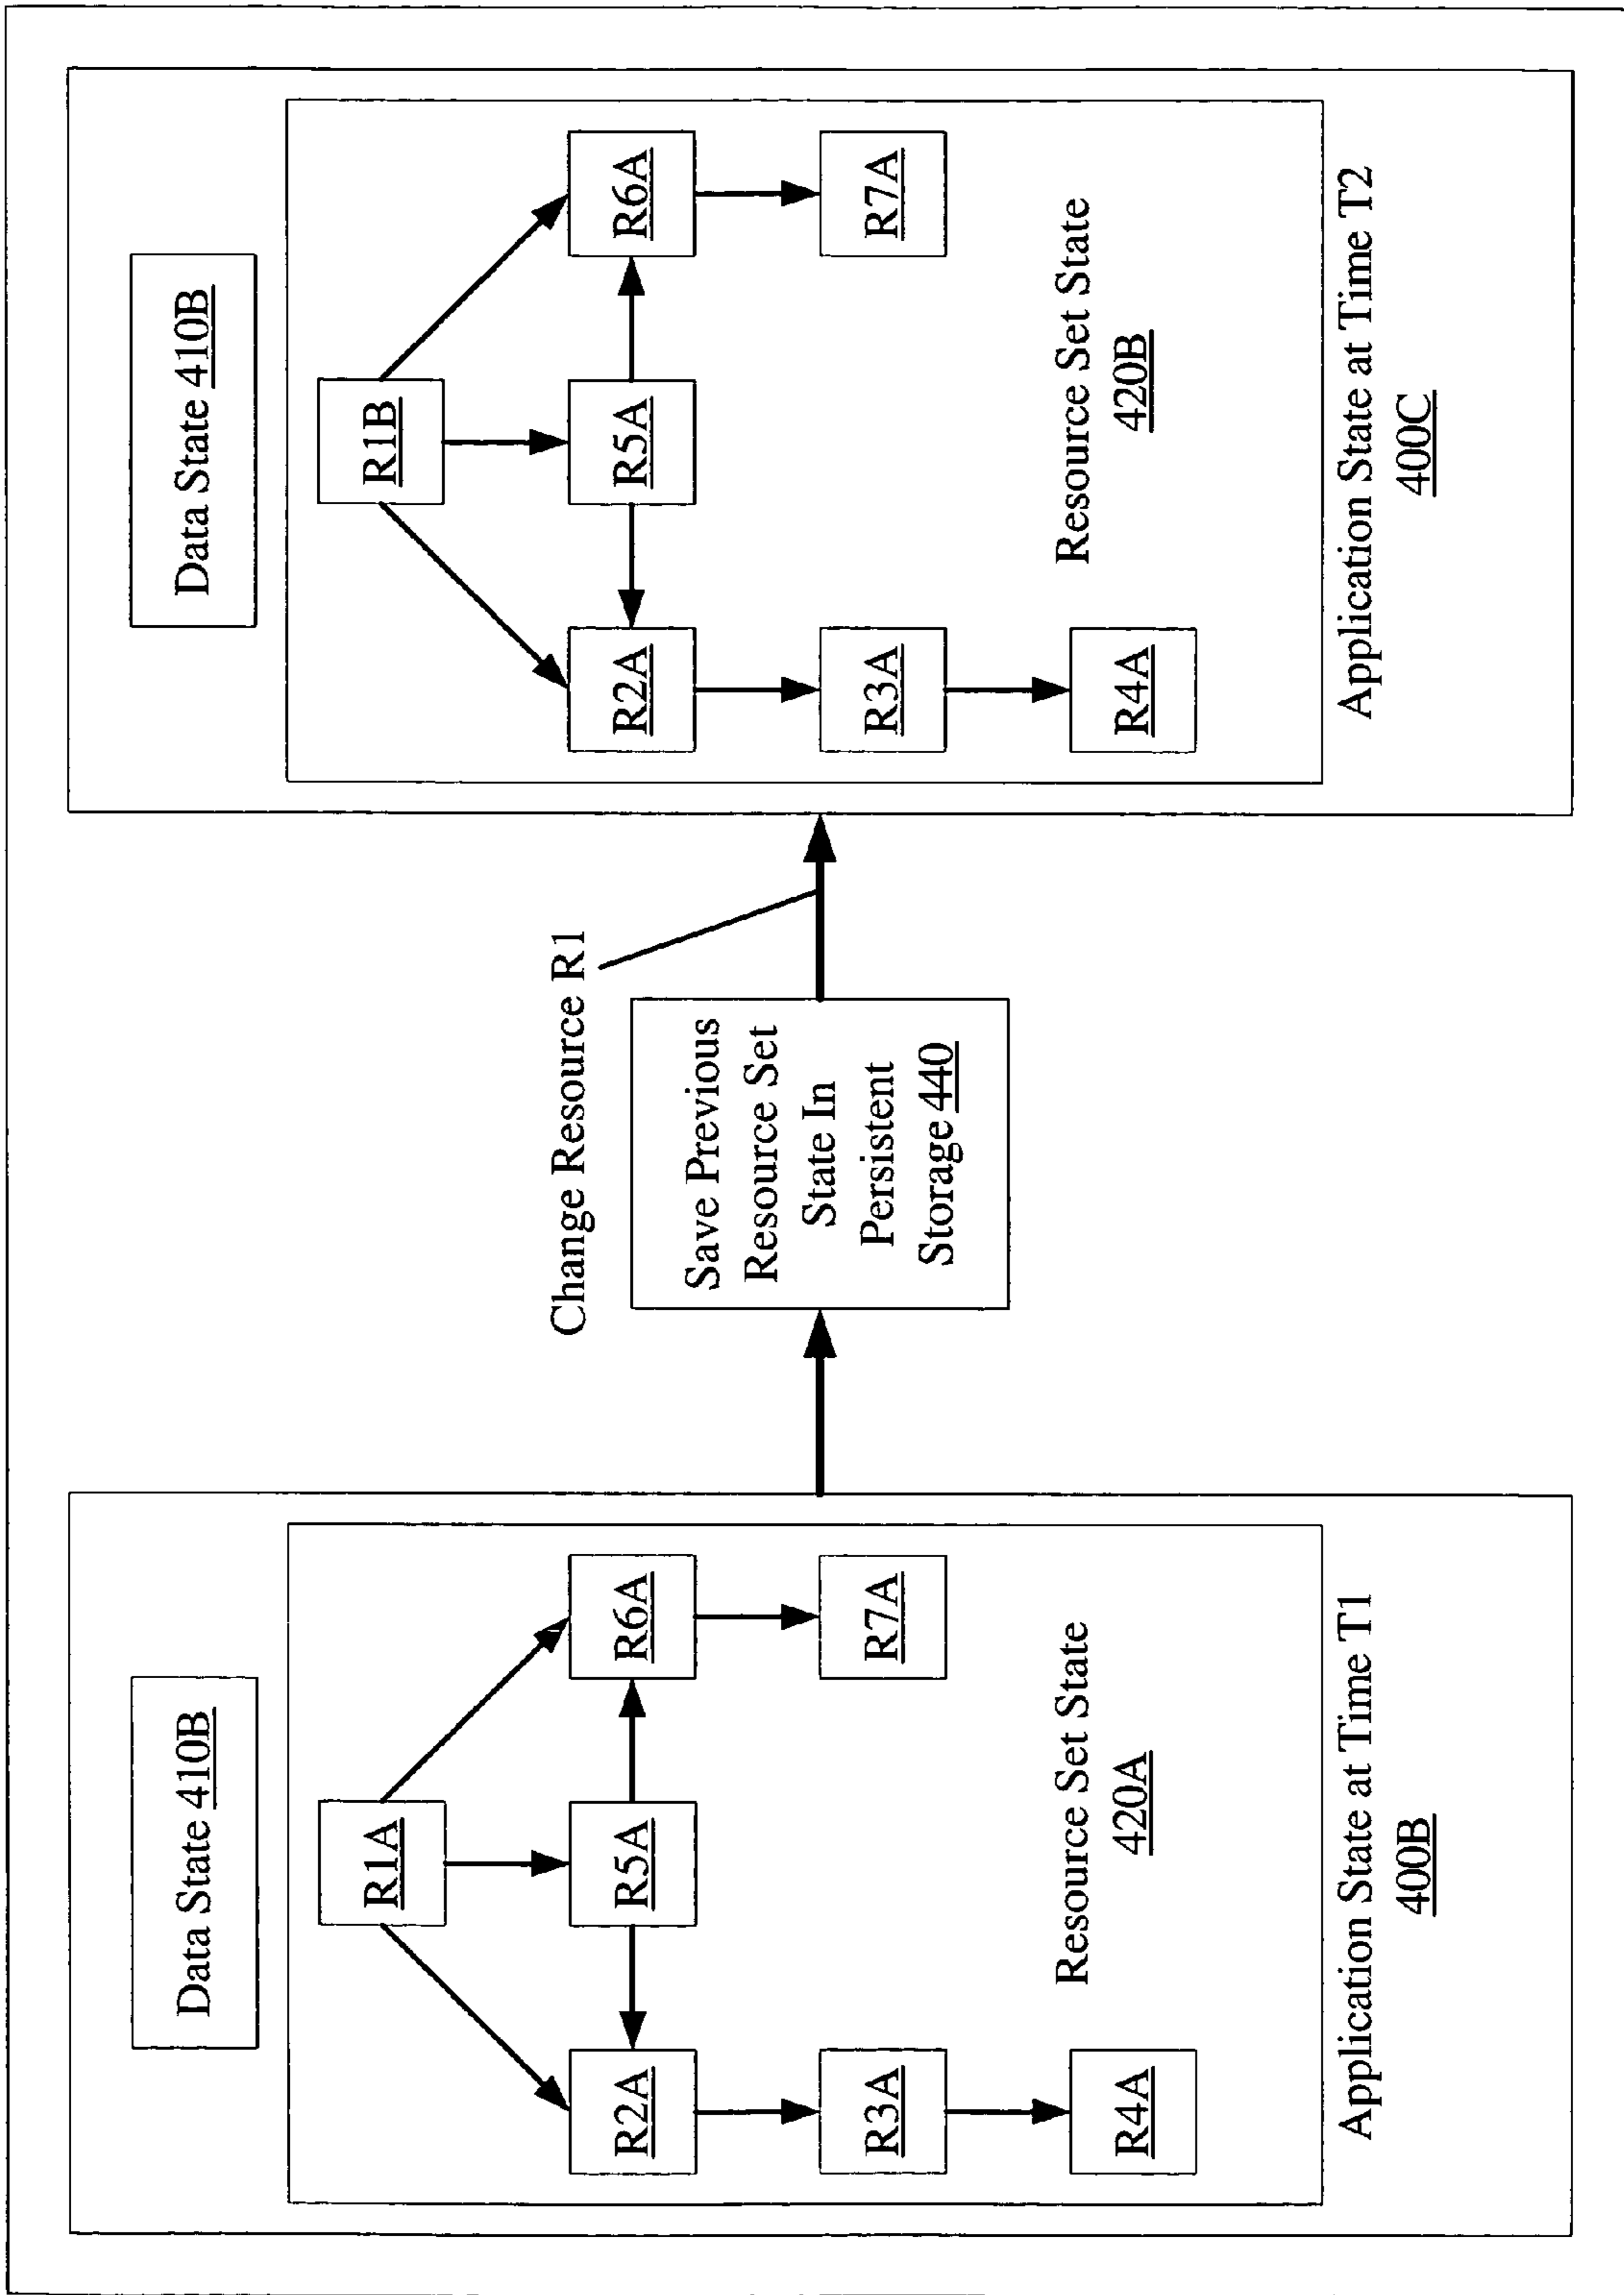 Data State 410B
R1A
R2A
R5A
R6A
R3A
R7A
R4A
Resource Set State
420A
Application State at Time T1
400B
Change Resource R1
Save Previous
Resource Set
State In
Persistent
Storage 440
Data State 410B
R1B
R2A
R5A
R6A
R3A
R7A
R4A
Resource Set State
420B
Application State at Time T2
400C